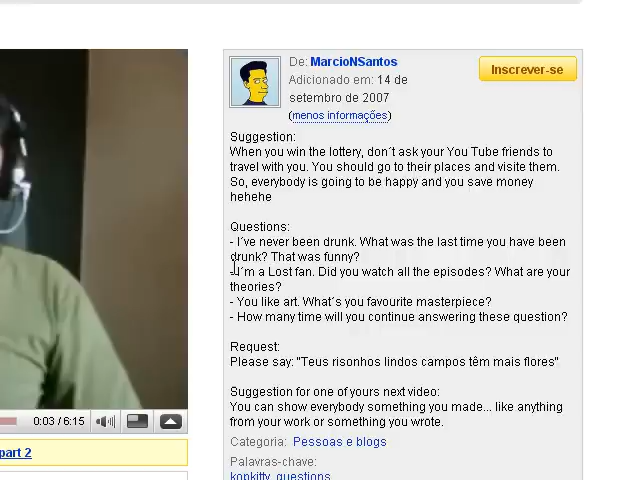 De: MarcioNSantos
Adicionado em: 14 de
setembro de 2007
(menos informações)
Inscrever-se
Suggestion:
When you win the lottery, don´t ask your You Tube friends to
travel with you. You should go to their places and visite them.
So, everybody is going to be happy and you save money
hehehe
Questions:
- I´ve never been drunk. What was the last time you have been
drunk? That was funny?
- I´m a Lost fan. Did you watch all the episodes? What are your
theories?
- You like art. What´s you favourite masterpiece?
- How many time will you continue answering these question?
Request:
Please say: "Teus risonhos lindos campos têm mais flores"
Suggestion for one of yours next video:
You can show everybody something you made... like anything
from your work or something you wrote.
Categoria: Pessoas e blogs
Palavras-chave:
kopkitty questions
0:03 / 6:15
part 2